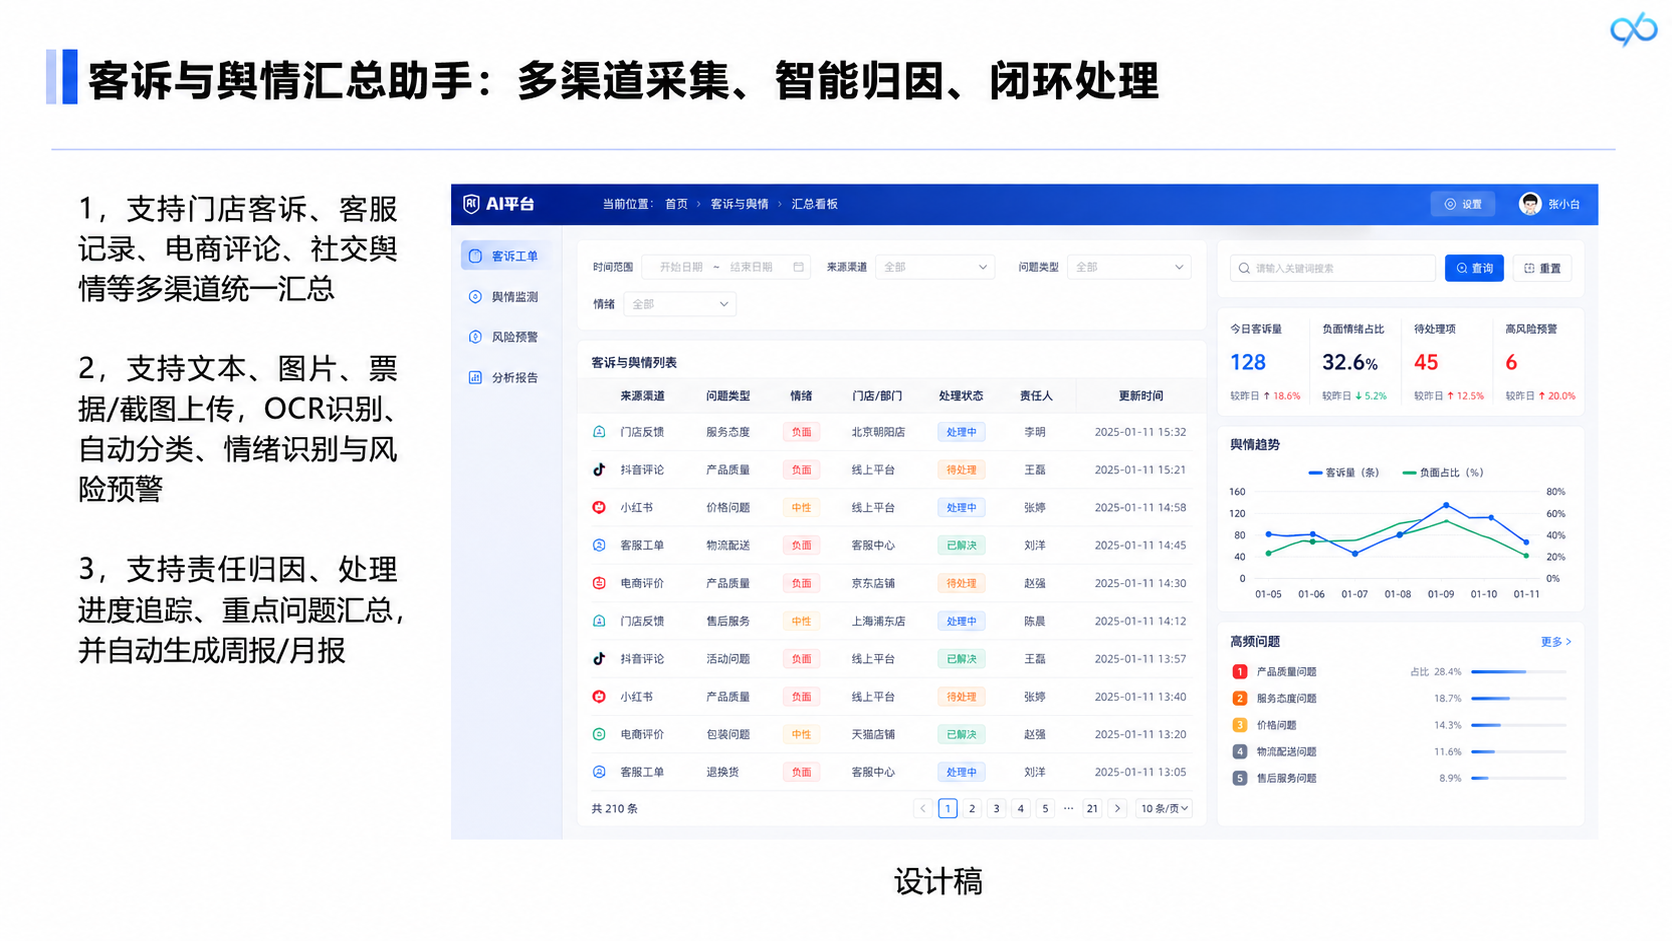 客诉与舆情汇总助手：多渠道采集、智能归因、闭环处理
1，支持门店客诉、客服
记录、电商评论、社交舆
情等多渠道统一汇总
2，支持文本、图片、票
据/截图上传，OCR识别、
自动分类、情绪识别与风
险预警
3，支持责任归因、处理
进度追踪、重点问题汇总，
并自动生成周报/月报
AI平台
当前位置： 首页 > 客诉与舆情 > 汇总看板
设置
张小白
客诉工单
舆情监测
风险预警
分析报告
时间范围 开始日期 ~ 结束日期 来源渠道 全部 问题类型 全部
情绪 全部
请输入关键词搜索 查询 重置
客诉与舆情列表
来源渠道 问题类型 情绪 门店/部门 处理状态 责任人 更新时间
门店反馈 服务态度 负面 北京朝阳店 处理中 李明 2025-01-11 15:32
抖音评论 产品质量 负面 线上平台 待处理 王磊 2025-01-11 15:21
小红书 价格问题 中性 线上平台 处理中 张婷 2025-01-11 14:58
客服工单 物流配送 负面 客服中心 已解决 刘洋 2025-01-11 14:45
电商评价 产品质量 负面 京东店铺 待处理 赵强 2025-01-11 14:30
门店反馈 售后服务 中性 上海浦东店 处理中 陈晨 2025-01-11 14:12
抖音评论 活动问题 负面 线上平台 已解决 王磊 2025-01-11 13:57
小红书 产品质量 负面 线上平台 待处理 张婷 2025-01-11 13:40
电商评价 包装问题 中性 天猫店铺 已解决 赵强 2025-01-11 13:20
客服工单 退换货 负面 客服中心 处理中 刘洋 2025-01-11 13:05
共 210 条 < 1 2 3 4 5 ··· 21 > 10 条/页
今日客诉量 负面情绪占比 待处理项 高风险预警
128 32.6% 45 6
较昨日 ↑ 18.6% 较昨日 ↓ 5.2% 较昨日 ↑ 12.5% 较昨日 ↑ 20.0%
舆情趋势
客诉量（条） 负面占比（%）
160 80%
120 60%
80 40%
40 20%
0 0%
01-05 01-06 01-07 01-08 01-09 01-10 01-11
高频问题 更多 >
1 产品质量问题 占比 28.4%
2 服务态度问题 18.7%
3 价格问题 14.3%
4 物流配送问题 11.6%
5 售后服务问题 8.9%
设计稿